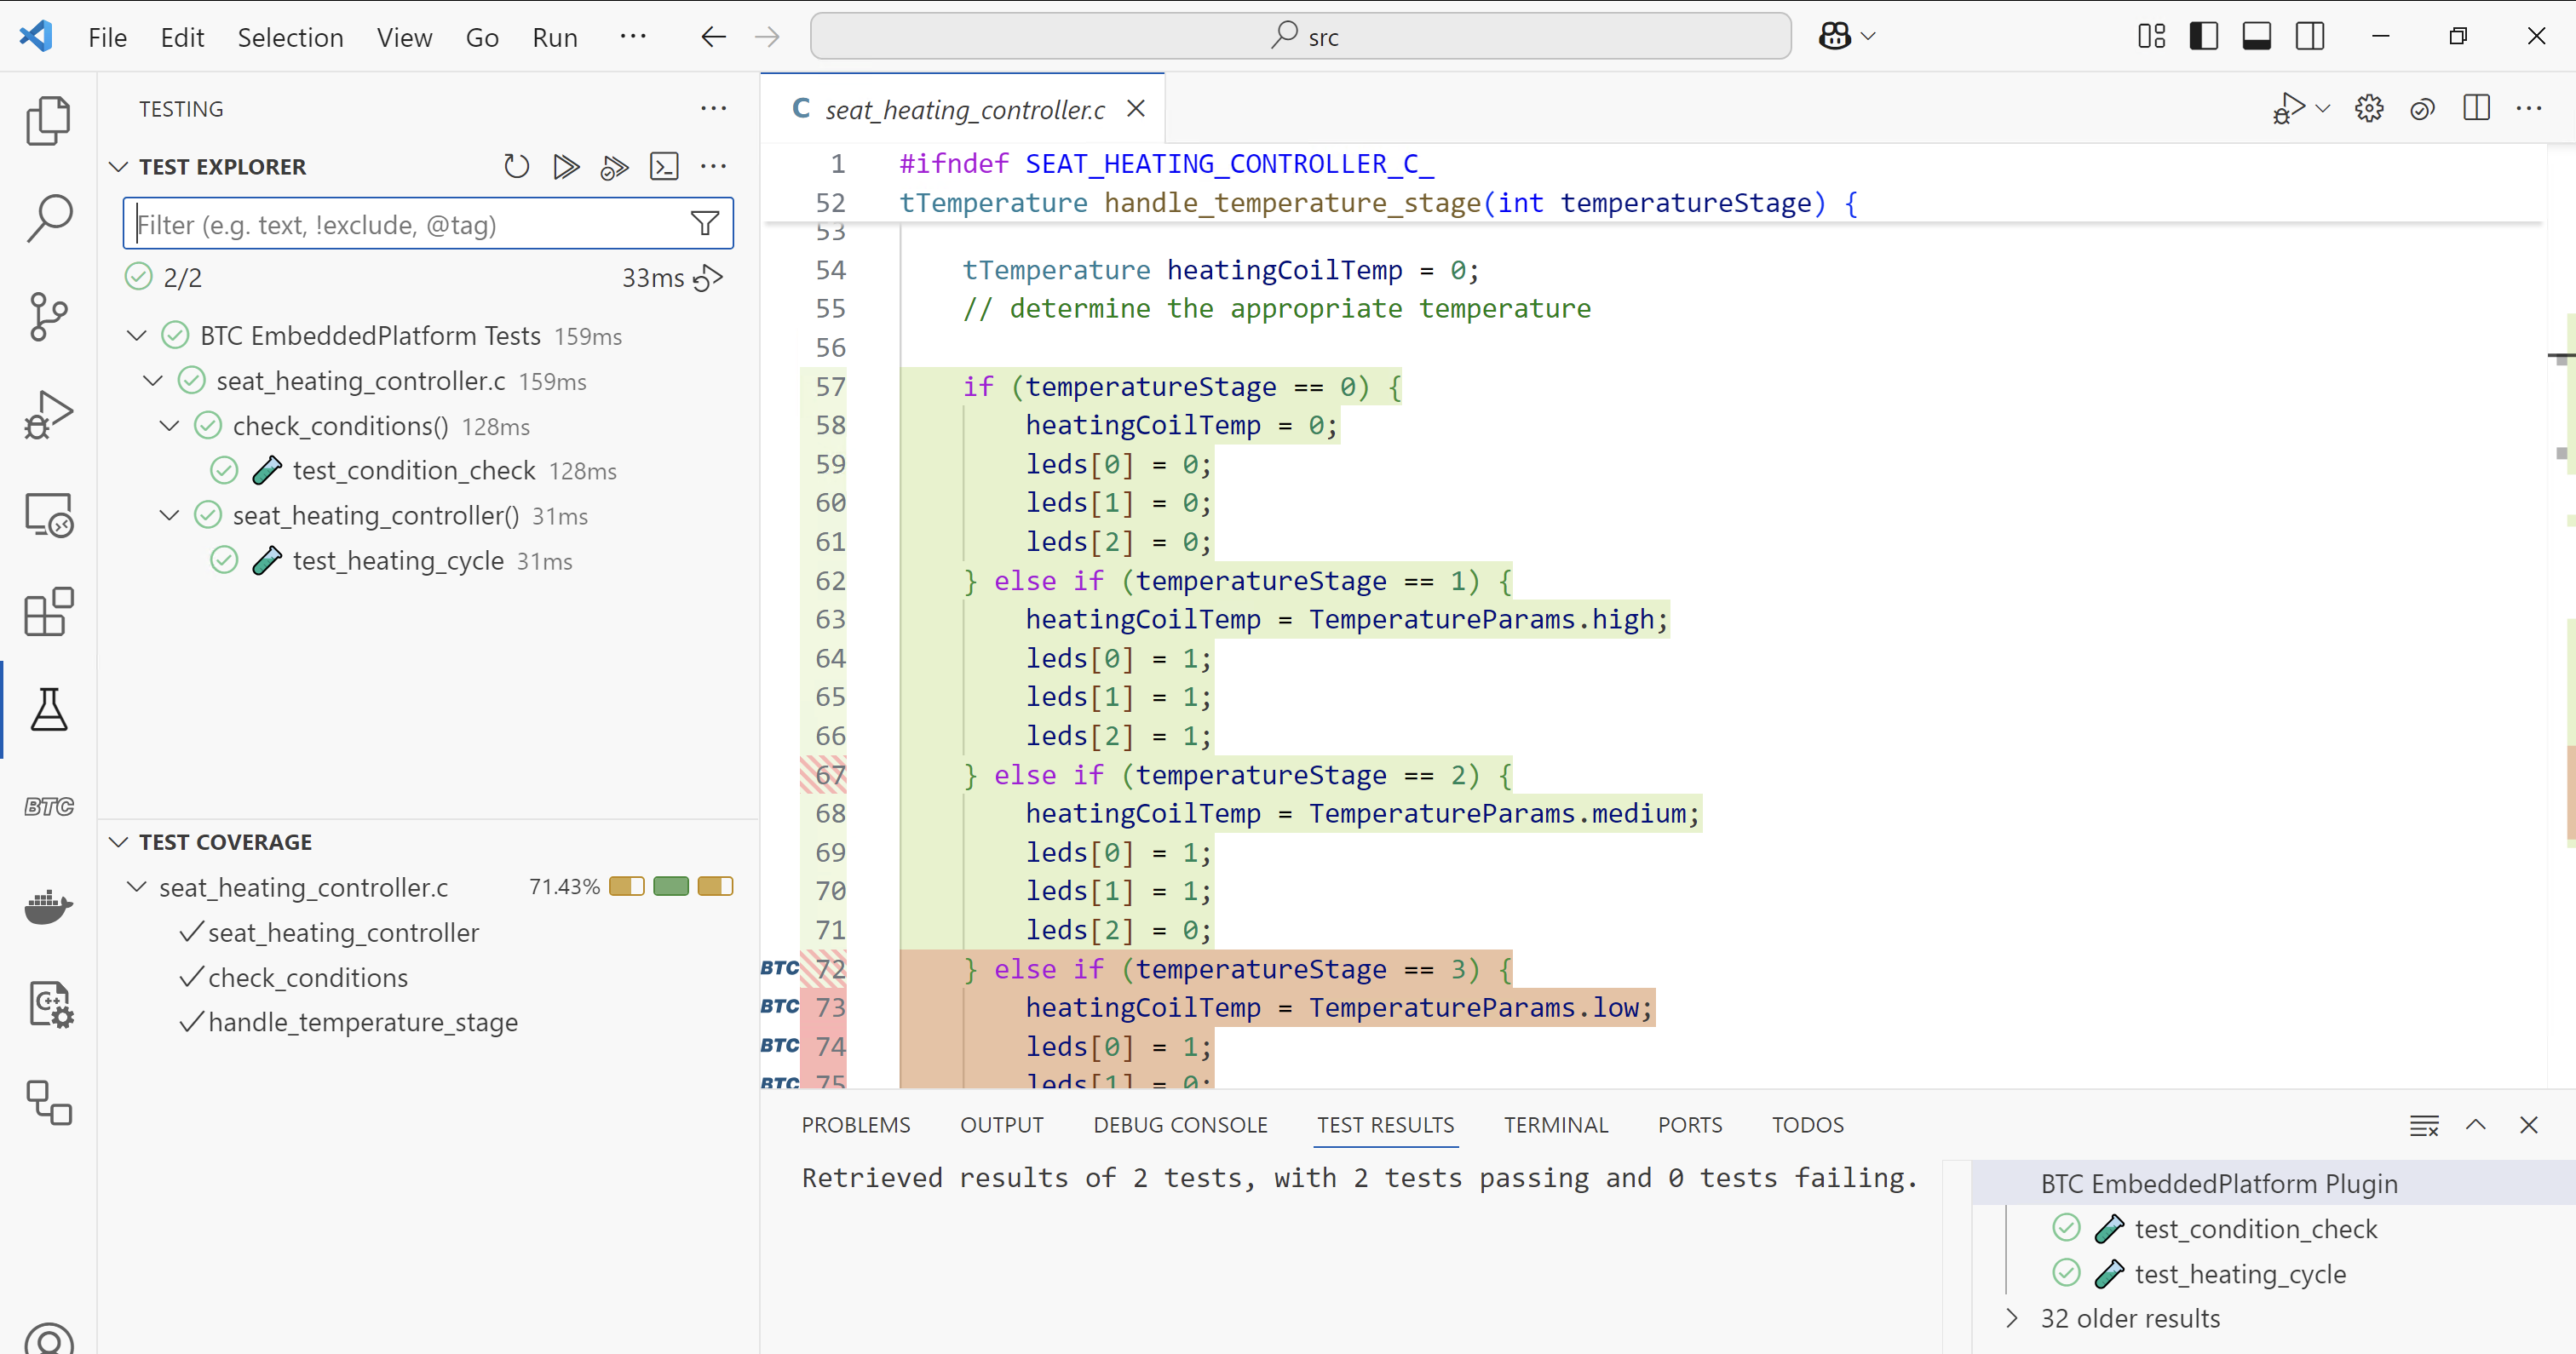 File Edit Selection View Go Run ... src
TESTING
TEST EXPLORER
Filter (e.g. text, !exclude, @tag)
2/2 33ms
BTC EmbeddedPlatform Tests 159ms
seat_heating_controller.c 159ms
check_conditions() 128ms
test_condition_check 128ms
seat_heating_controller() 31ms
test_heating_cycle 31ms
BTC
TEST COVERAGE
seat_heating_controller.c 71.43%
seat_heating_controller
check_conditions
handle_temperature_stage
C seat_heating_controller.c
1 #ifndef SEAT_HEATING_CONTROLLER_C_
52 tTemperature handle_temperature_stage(int temperatureStage) {
53
54 tTemperature heatingCoilTemp = 0;
55 // determine the appropriate temperature
56
57 if (temperatureStage == 0) {
58 heatingCoilTemp = 0;
59 leds[0] = 0;
60 leds[1] = 0;
61 leds[2] = 0;
62 } else if (temperatureStage == 1) {
63 heatingCoilTemp = TemperatureParams.high;
64 leds[0] = 1;
65 leds[1] = 1;
66 leds[2] = 1;
67 } else if (temperatureStage == 2) {
68 heatingCoilTemp = TemperatureParams.medium;
69 leds[0] = 1;
70 leds[1] = 1;
71 leds[2] = 0;
BTC 72 } else if (temperatureStage == 3) {
BTC 73 heatingCoilTemp = TemperatureParams.low;
BTC 74 leds[0] = 1;
BTC 75 leds[1] = 0;
PROBLEMS OUTPUT DEBUG CONSOLE TEST RESULTS TERMINAL PORTS TODOS
Retrieved results of 2 tests, with 2 tests passing and 0 tests failing.
BTC EmbeddedPlatform Plugin
test_condition_check
test_heating_cycle
32 older results